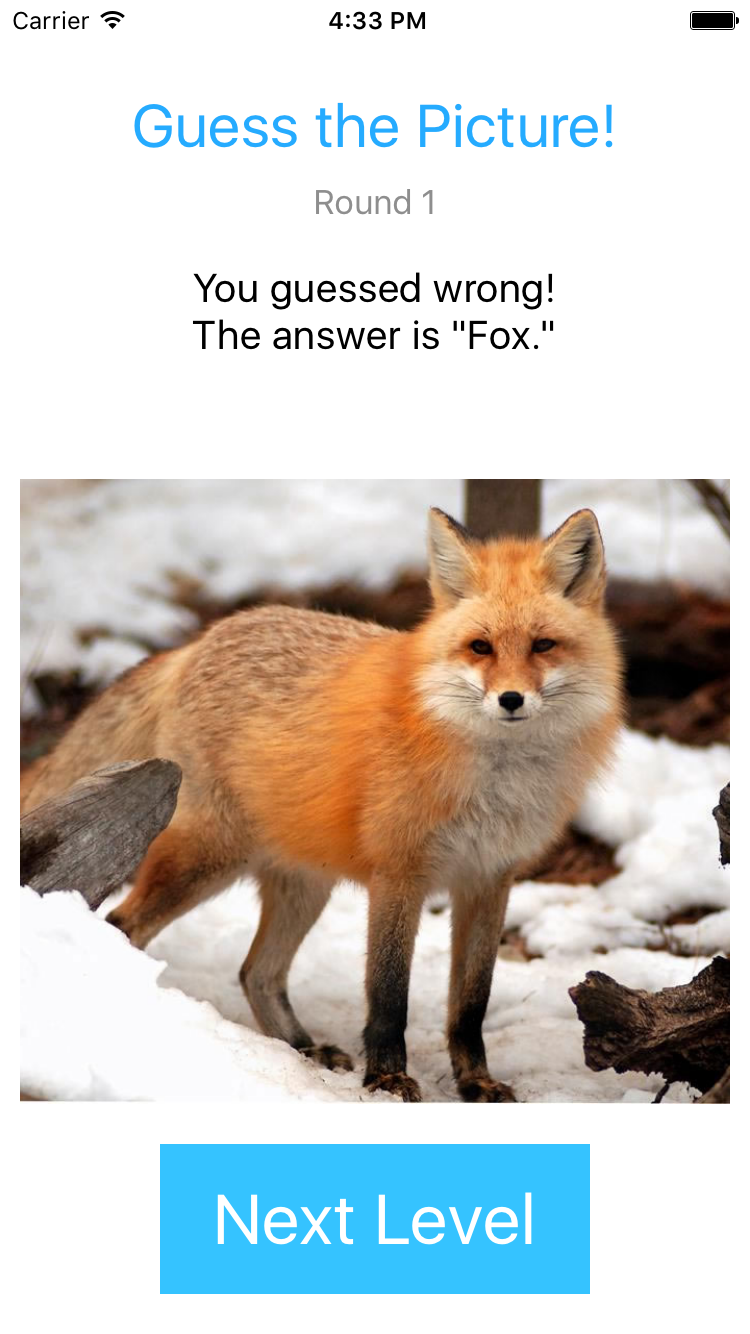 Carrier 4:33 PM
Guess the Picture!
Round 1
You guessed wrong!
The answer is "Fox."
Next Level